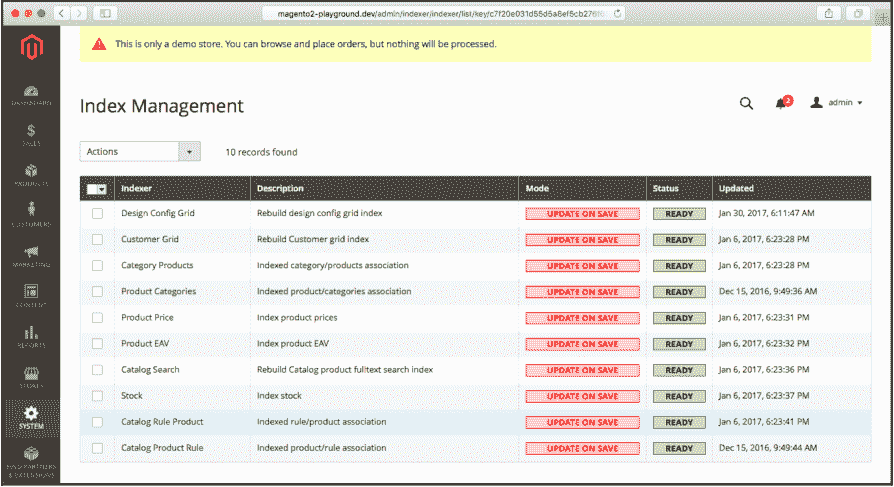 magento2-playground.dev/admin/indexer/indexer/list/key/
This is only a demo store. You can browse and place orders, but nothing will be processed.
Index Management
2
admin
Actions
10 records found
Indexer Description Mode Status Updated
Design Config Grid Rebuild design config grid index UPDATE ON SAVE READY Jan 30, 2017, 6:11:47 AM
Customer Grid Rebuild Customer grid index UPDATE ON SAVE READY Jan 6, 2017, 6:23:28 PM
Category Products Indexed category/products association UPDATE ON SAVE READY Jan 6, 2017, 6:23:28 PM
Product Categories Indexed product/categories association UPDATE ON SAVE READY Dec 15, 2016, 9:49:36 AM
Product Price Index product prices UPDATE ON SAVE READY Jan 6, 2017, 6:23:31 PM
Product EAV Index product EAV UPDATE ON SAVE READY Jan 6, 2017, 6:23:32 PM
Catalog Search Rebuild Catalog product fulltext search index UPDATE ON SAVE READY Jan 6, 2017, 6:23:36 PM
Stock Index stock UPDATE ON SAVE READY Jan 6, 2017, 6:23:37 PM
Catalog Rule Product Indexed rule/product association UPDATE ON SAVE READY Jan 6, 2017, 6:23:41 PM
Catalog Product Rule Indexed product/rule association UPDATE ON SAVE READY Dec 15, 2016, 9:49:44 AM
DASHBOARD
SALES
PRODUCTS
CUSTOMERS
MARKETING
CONTENT
REPORTS
STORES
SYSTEM
FIND PARTNERS
& EXTENSIONS